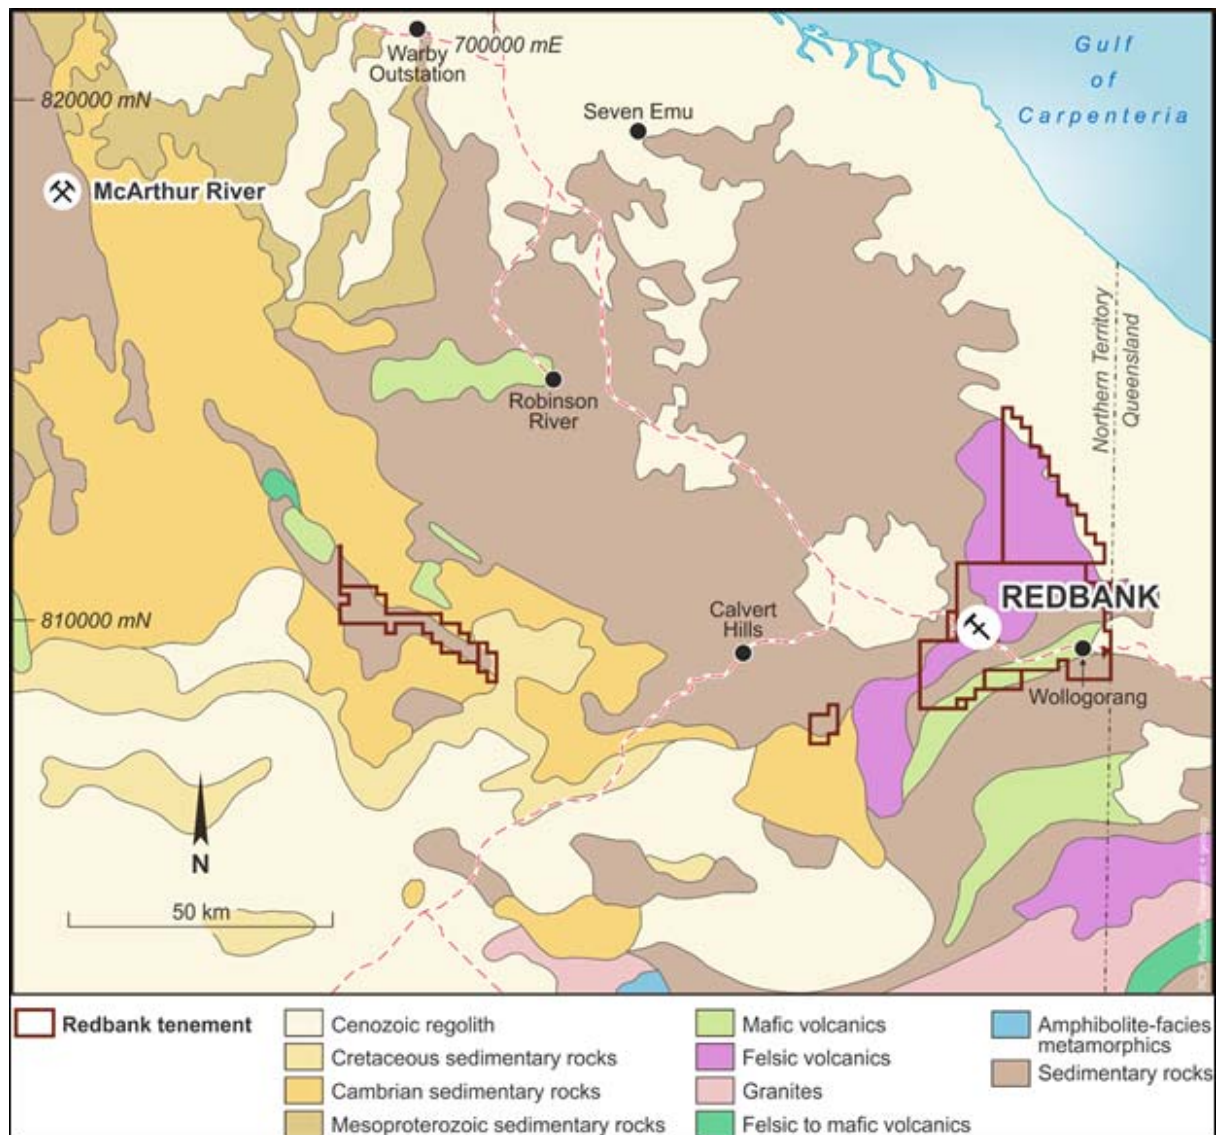 Warby
Outstation
700000 mE
Gulf
of
Carpenteria
820000 mN
Seven Emu
McArthur River
Northern Territory
Queensland
Robinson
River
REDBANK
810000 mN
Calvert
Hills
Wollogorang
N
50 km
Redbank tenement
Cenozoic regolith
Cretaceous sedimentary rocks
Cambrian sedimentary rocks
Mesoproterozoic sedimentary rocks
Mafic volcanics
Felsic volcanics
Granites
Felsic to mafic volcanics
Amphibolite-facies
metamorphics
Sedimentary rocks